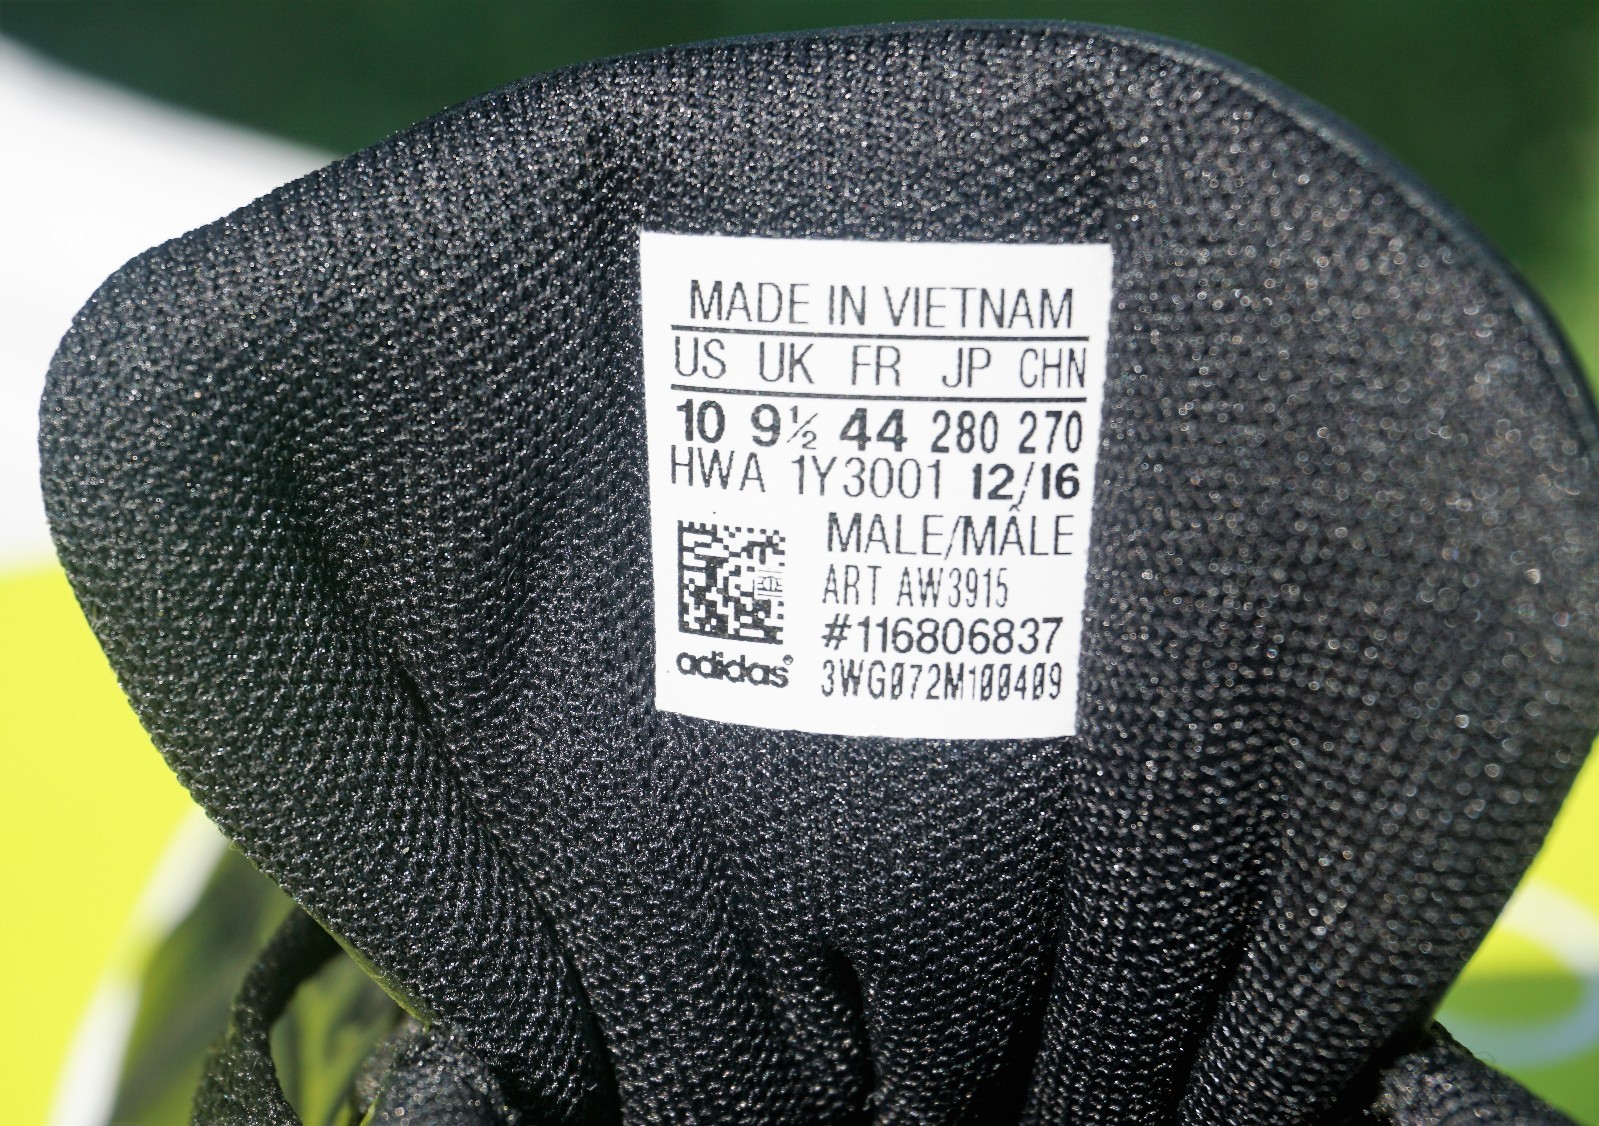 MADE IN VIETNAM
US UK FR JP CHN
10 9½ 44 280 270
HWA 1Y3001 12/16
MALE/MÂLE
ART AW3915
#116806837
adidas®
3WG072M100409